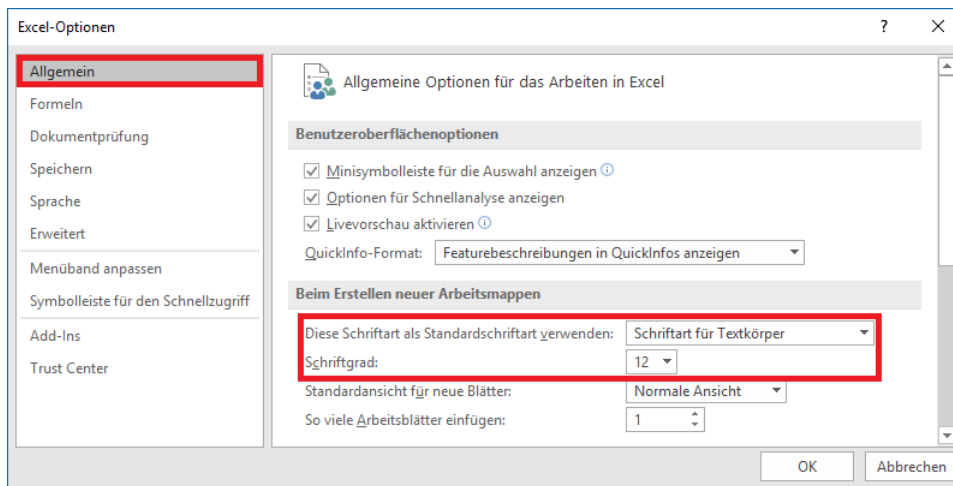 Excel-Optionen
Allgemein
Formeln
Dokumentprüfung
Speichern
Sprache
Erweitert
Menüband anpassen
Symbolleiste für den Schnellzugriff
Add-Ins
Trust Center
Allgemeine Optionen für das Arbeiten in Excel
Benutzeroberflächenoptionen
Minisymbolleiste für die Auswahl anzeigen
Optionen für Schnellanalyse anzeigen
Livevorschau aktivieren
QuickInfo-Format: Featurebeschreibungen in QuickInfos anzeigen
Beim Erstellen neuer Arbeitsmappen
Diese Schriftart als Standardschriftart verwenden: Schriftart für Textkörper
Schriftgrad: 12
Standardansicht für neue Blätter: Normale Ansicht
So viele Arbeitsblätter einfügen: 1
OK Abbrechen